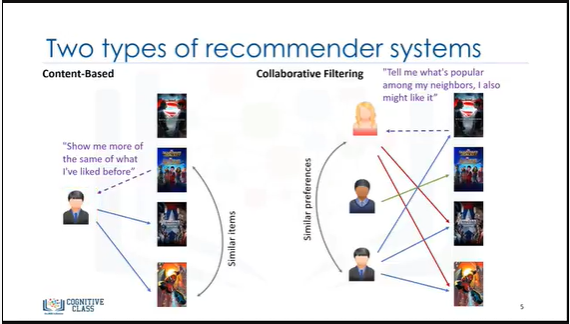 Two types of recommender systems
Content-Based
"Show me more of
the same of what
I've liked before"
Similar items
Collaborative Filtering
"Tell me what's popular
among my neighbors, I also
might like it"
Similar preferences
COGNITIVE
CLASS
5